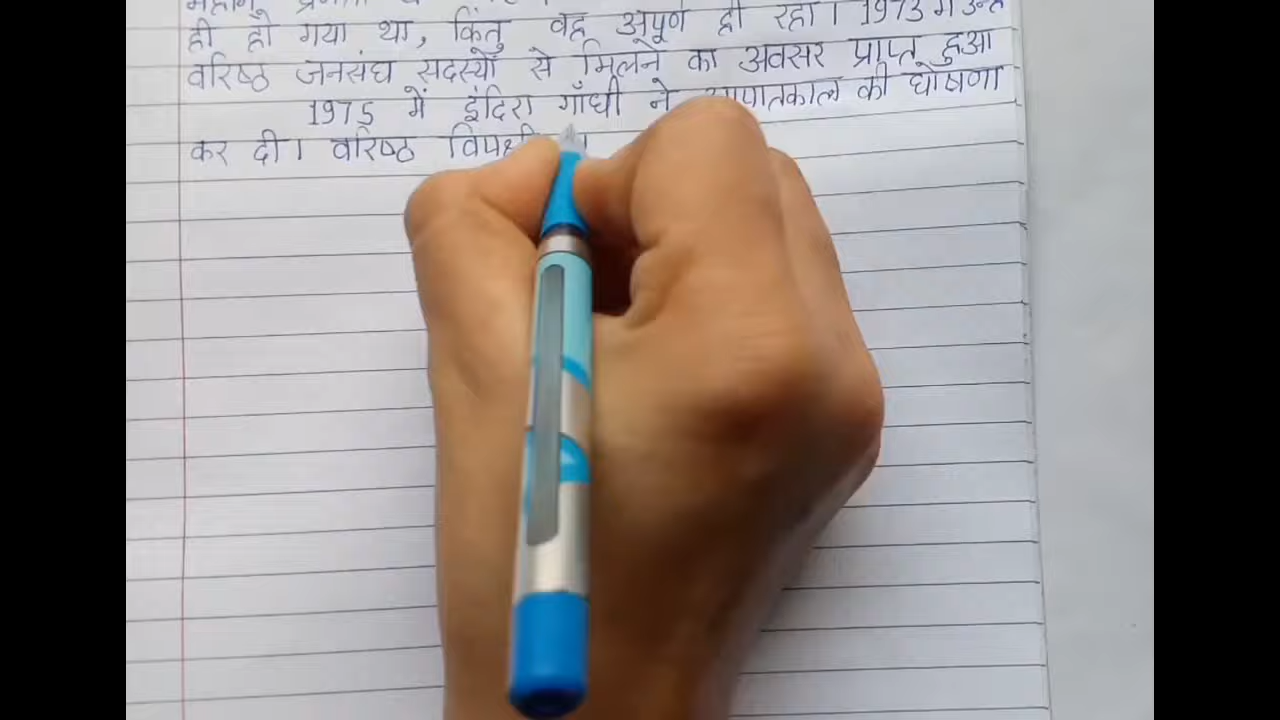 ही हो गया था, किंतु वह अपूर्ण ही रहा। 1973 में उन्हें
वरिष्ठ जनसंघ सदस्यों से मिलने का अवसर प्राप्त हुआ
1975 में इंदिरा गाँधी ने आपातकाल की घोषणा
कर दी। वरिष्ठ